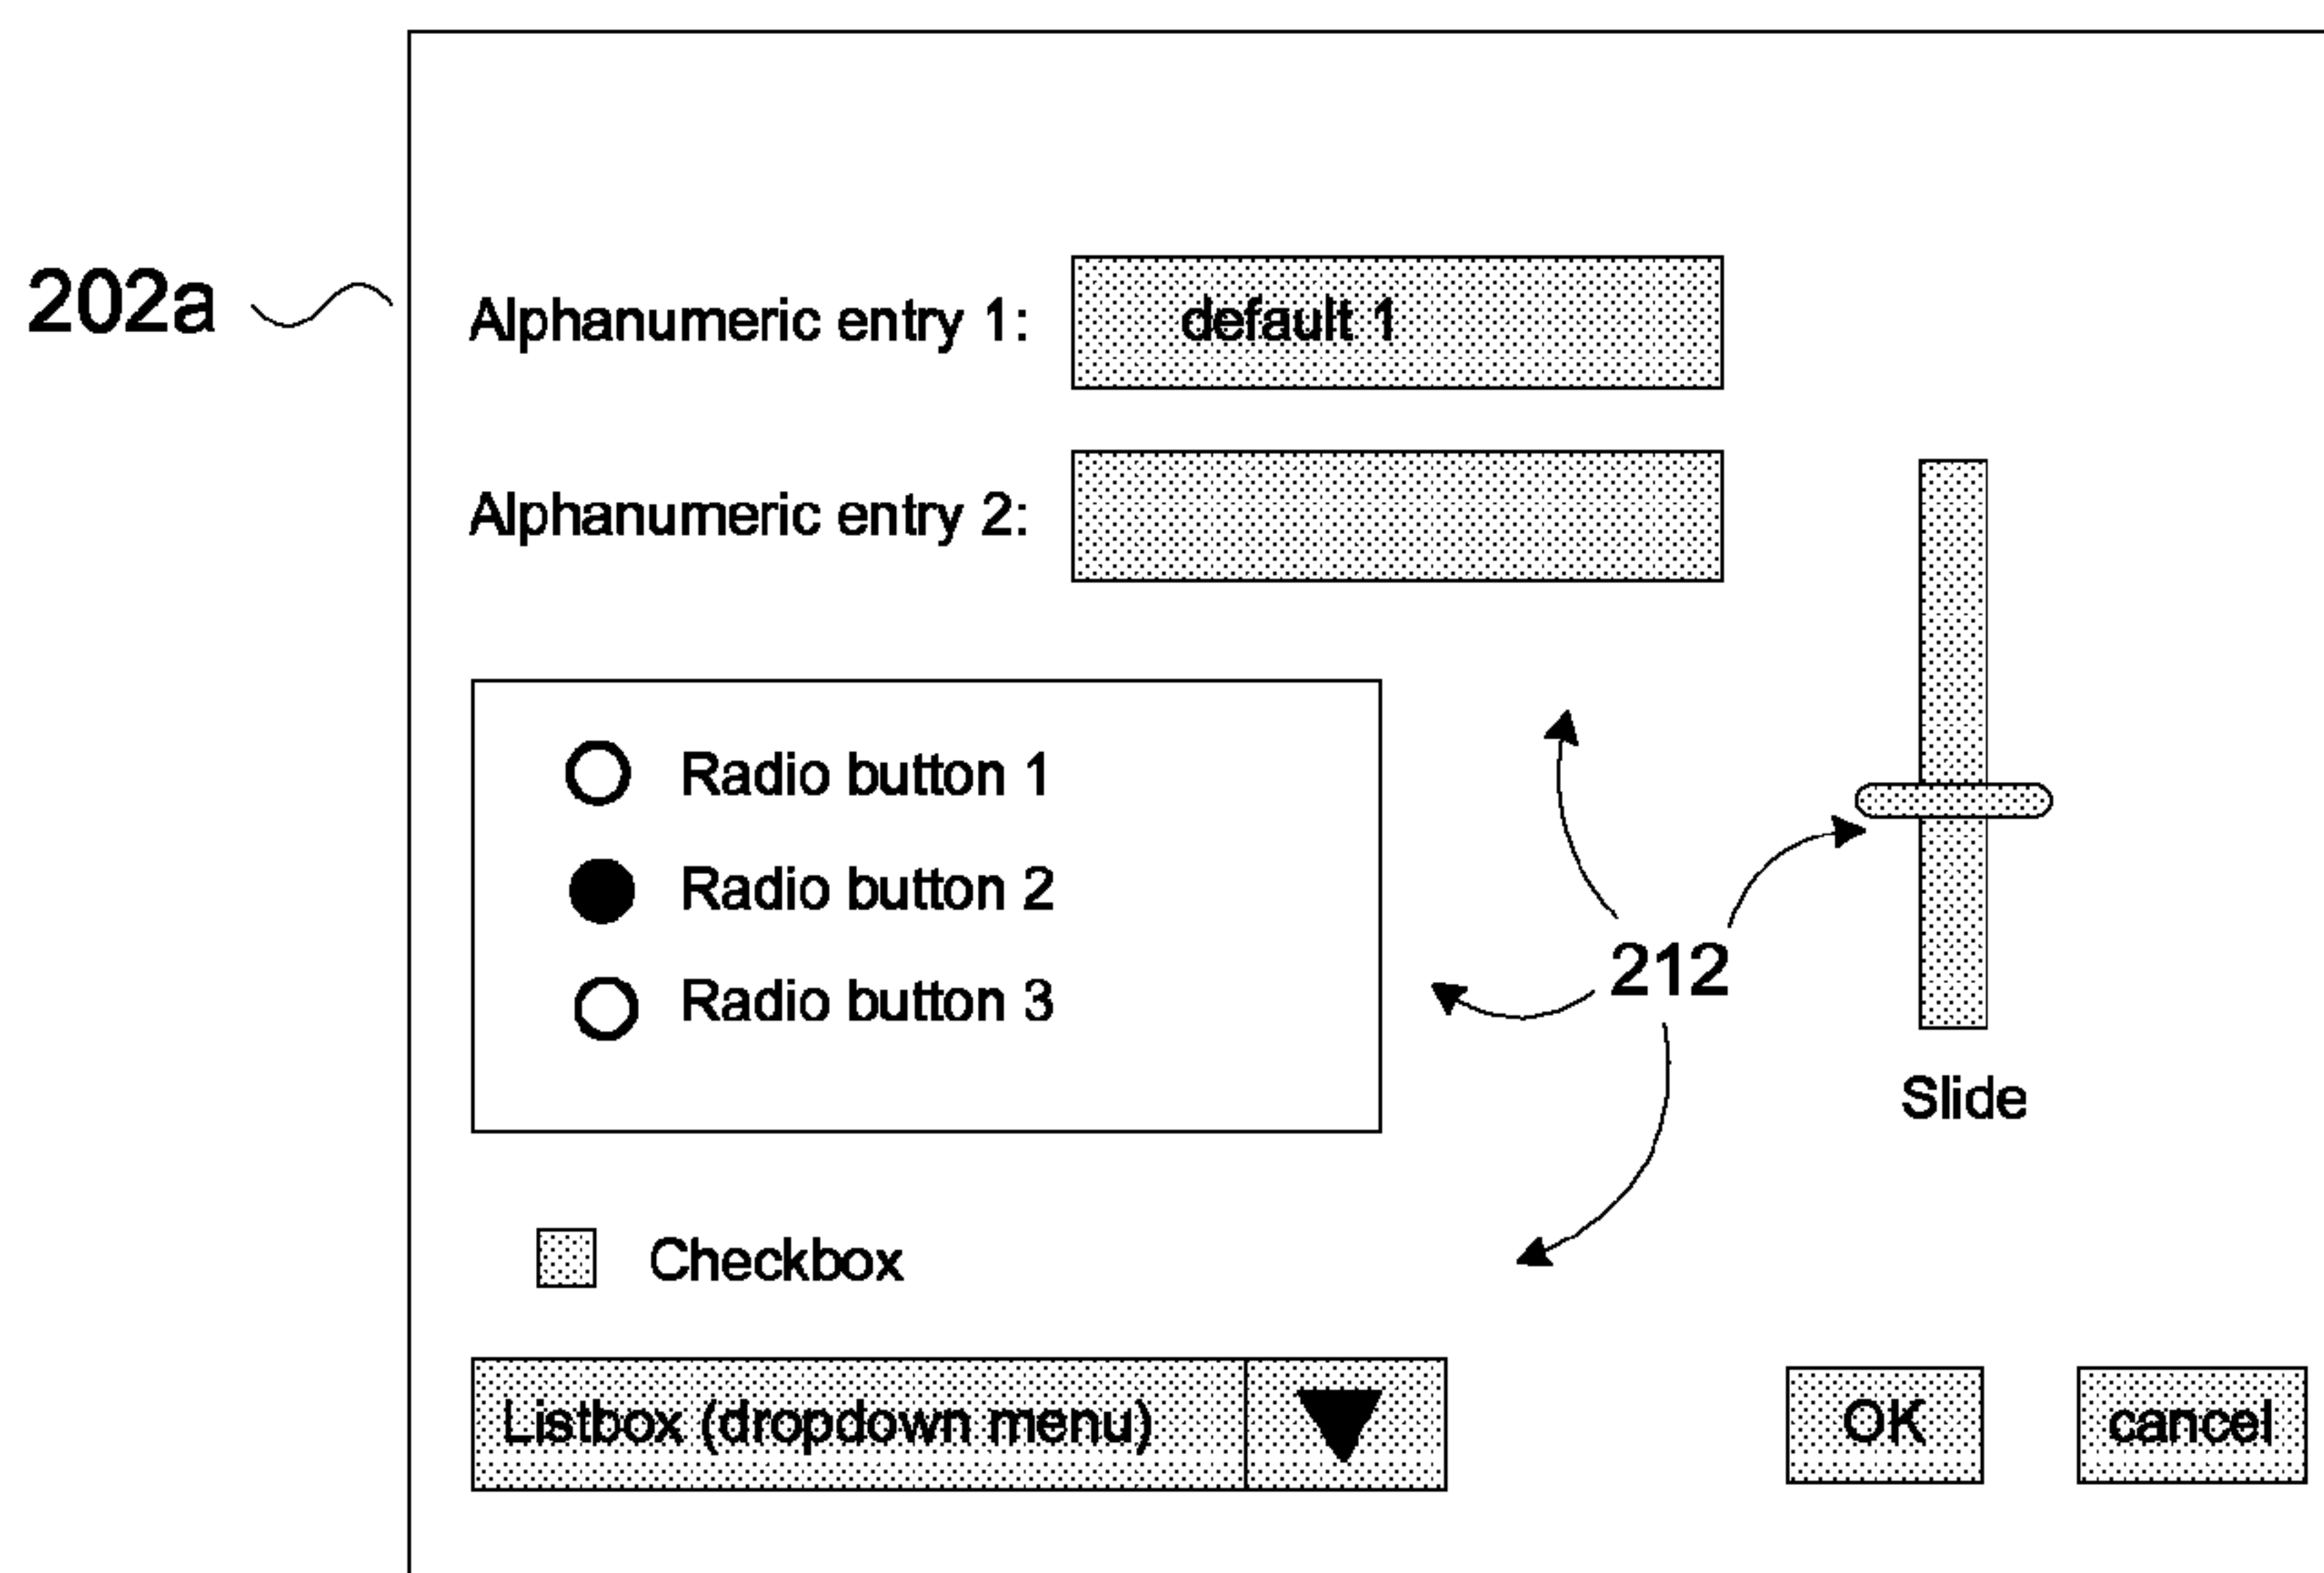 202a
Alphanumeric entry 1: default 1
Alphanumeric entry 2:
Radio button 1
Radio button 2
Radio button 3
212
Slide
Checkbox
Listbox (dropdown menu)
OK
cancel